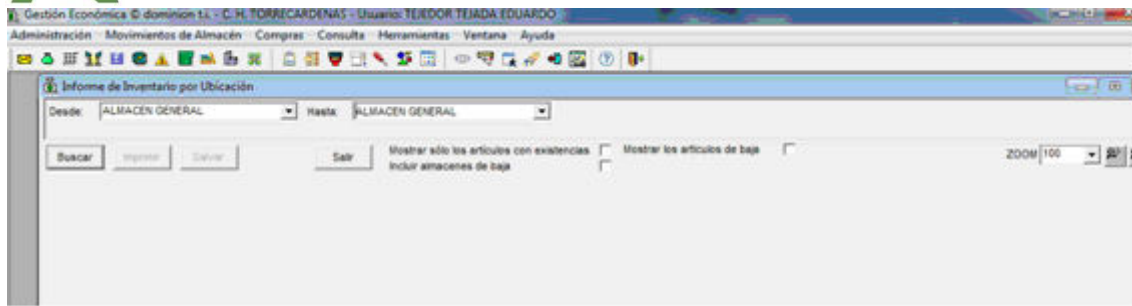 Gestión Económica © dominion t.i. - C. H. TORRECARDENAS - Usuario: TEJEDOR TEJADA EDUARDO
Administración Movimientos de Almacén Compras Consulta Herramientas Ventana Ayuda
Informe de Inventario por Ubicación
Desde: ALMACEN GENERAL Hasta: ALMACEN GENERAL
Buscar Imprimir Salvar Salir Mostrar sólo los artículos con existencias Mostrar los artículos de baja ZOOM 100
Incluir almacenes de baja